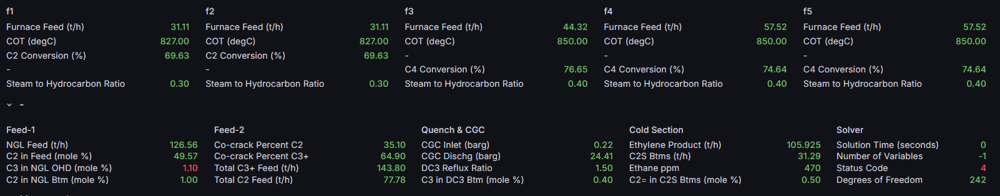 f1 f2 f3 f4 f5
Furnace Feed (t/h) 31.11 Furnace Feed (t/h) 31.11 Furnace Feed (t/h) 44.32 Furnace Feed (t/h) 57.52 Furnace Feed (t/h) 57.52
COT (degC) 827.00 COT (degC) 827.00 COT (degC) 850.00 COT (degC) 850.00 COT (degC) 850.00
C2 Conversion (%) 69.63 C2 Conversion (%) 69.63 - - -
- - C4 Conversion (%) 76.65 C4 Conversion (%) 74.64 C4 Conversion (%) 74.64
Steam to Hydrocarbon Ratio 0.30 Steam to Hydrocarbon Ratio 0.30 Steam to Hydrocarbon Ratio 0.40 Steam to Hydrocarbon Ratio 0.40 Steam to Hydrocarbon Ratio 0.40
-
Feed-1 Feed-2 Quench & CGC Cold Section Solver
NGL Feed (t/h) 126.56 Co-crack Percent C2 35.10 CGC Inlet (barg) 0.22 Ethylene Product (t/h) 105.925 Solution Time (seconds) 0
C2 in Feed (mole %) 49.57 Co-crack Percent C3+ 64.90 CGC Dischg (barg) 24.41 C2S Btms (t/h) 31.29 Number of Variables -1
C3 in NGL OHD (mole %) 1.10 Total C3+ Feed (t/h) 143.80 DC3 Reflux Ratio 1.50 Ethane ppm 470 Status Code 4
C2 in NGL Btm (mole %) 1.00 Total C2 Feed (t/h) 77.78 C3 in DC3 Btm (mole %) 0.40 C2= in C2S Btms (mole %) 0.50 Degrees of Freedom 242